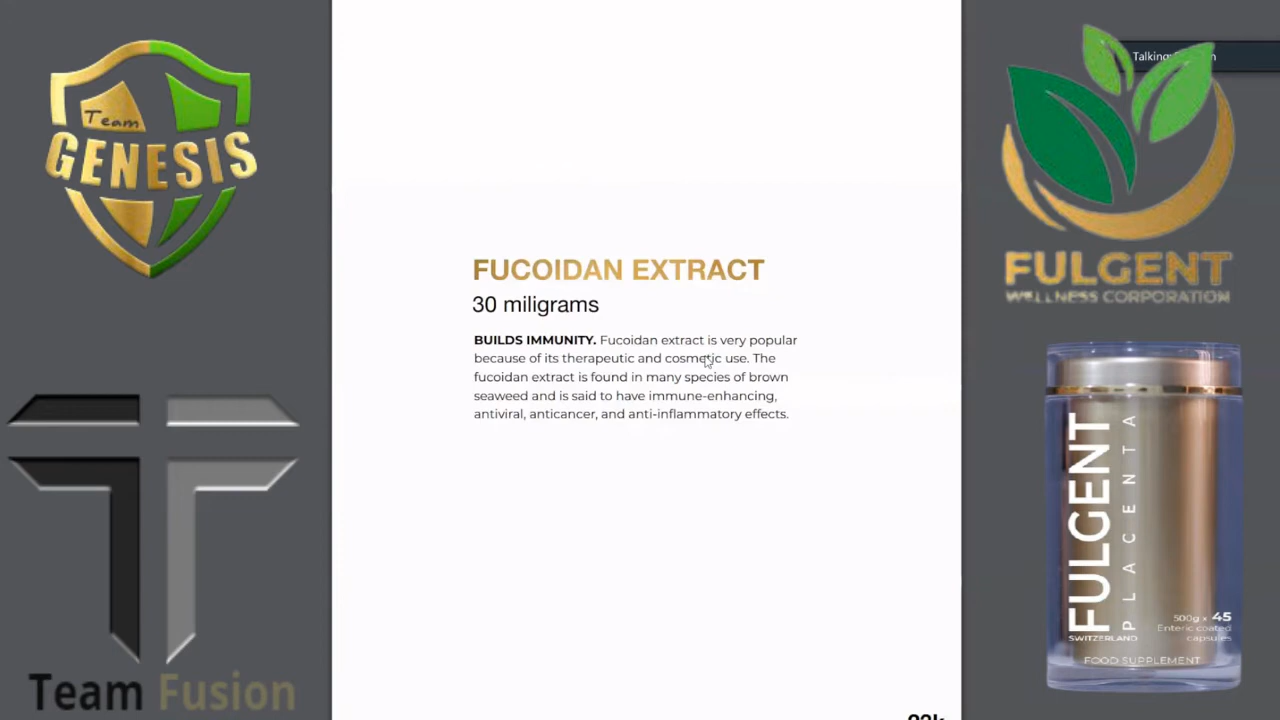 Team
GENESIS
Team Fusion
FUCOIDAN EXTRACT
30 miligrams
BUILDS IMMUNITY. Fucoidan extract is very popular
because of its therapeutic and cosmetic use. The
fucoidan extract is found in many species of brown
seaweed and is said to have immune-enhancing,
antiviral, anticancer, and anti-inflammatory effects.
Talking:
FULGENT
WELLNESS CORPORATION
FULGENT
PLACENTA
SWITZERLAND
500g x 45
Enteric coated
capsules
FOOD SUPPLEMENT